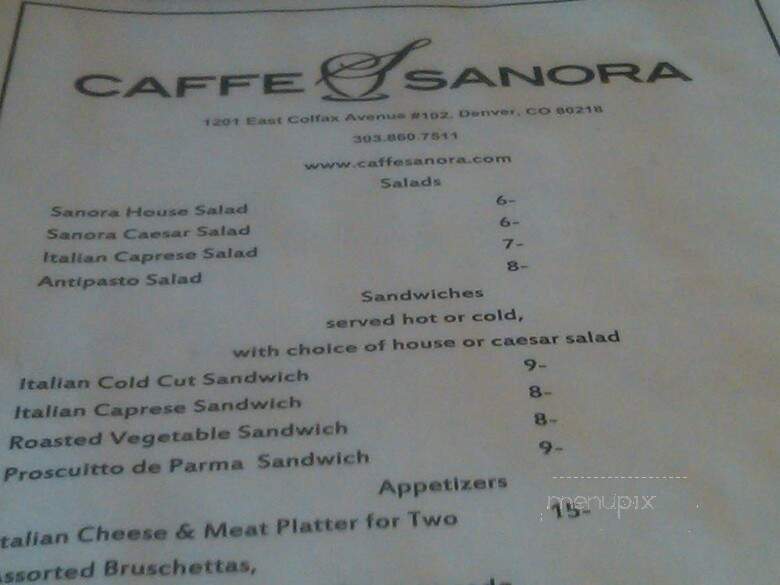 CAFFE SANORA
1201 East Colfax Avenue #102, Denver, CO 80218
303.860.7511
www.caffesanora.com
Salads
Sanora House Salad 6-
Sanora Caesar Salad 6-
Italian Caprese Salad 7-
Antipasto Salad 8-
Sandwiches
served hot or cold,
with choice of house or caesar salad
Italian Cold Cut Sandwich 9-
Italian Caprese Sandwich 8-
Roasted Vegetable Sandwich 8-
Proscuitto de Parma Sandwich 9-
Appetizers
talian Cheese & Meat Platter for Two 15-
menupix
ssorted Bruschettas,